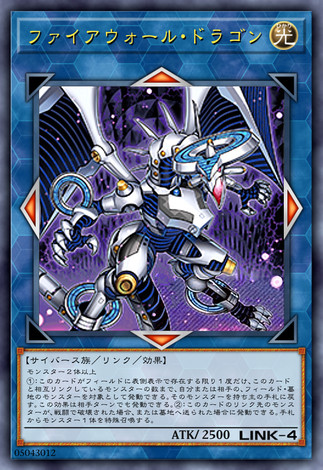 ファイアウォール・ドラゴン
光
【サイバース族／リンク／効果】
モンスター2体以上
①：このカードがフィールドに表側表示で存在する限り1度だけ、このカード
と相互リンクしているモンスターの数まで、自分または相手の、フィールド・墓
地のモンスターを対象として発動できる。そのモンスターを持ち主の手札に戻
す。この効果は相手ターンでも発動できる。②：このカードのリンク先のモンス
ターが、戦闘で破壊された場合、または墓地へ送られた場合に発動できる。手札
からモンスター1体を特殊召喚する。
ATK/ 2500 LINK-4
05043012